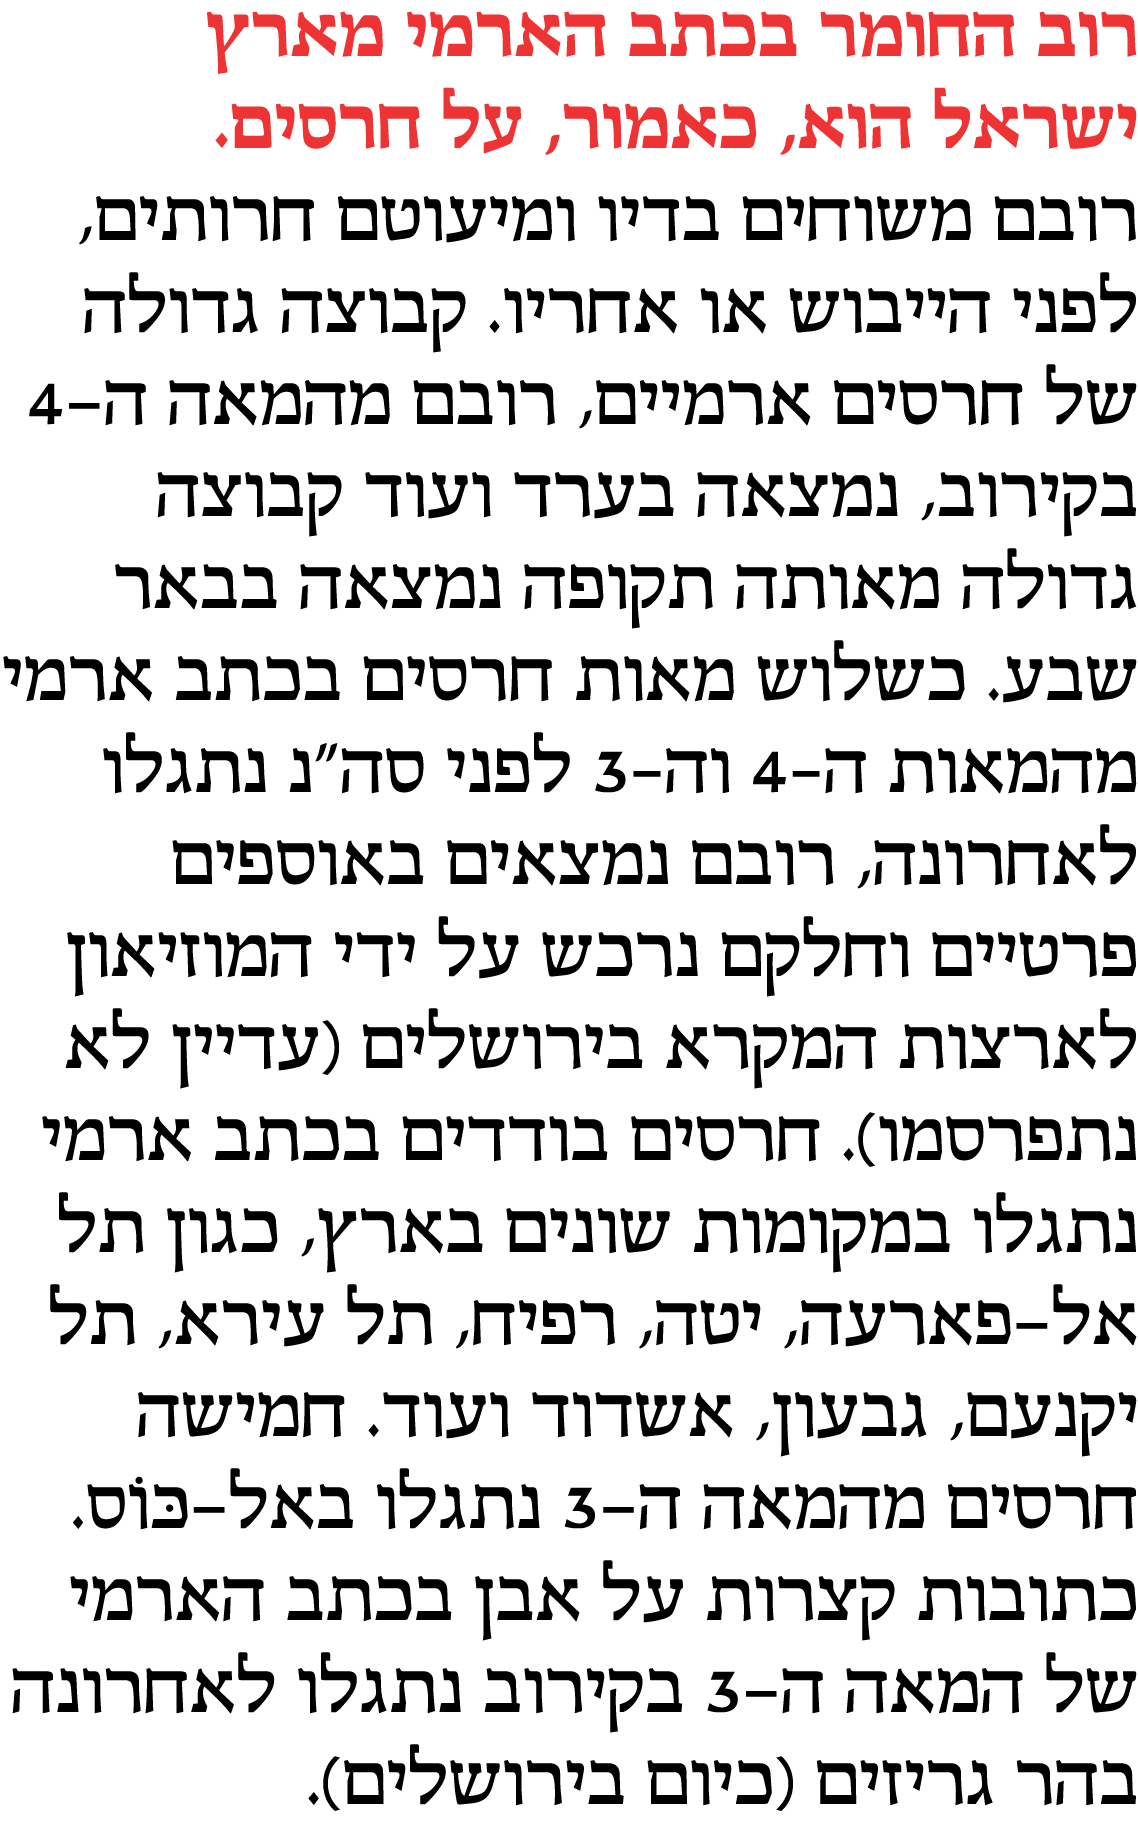 רוב החומר בכתב הארמי מארץ
ישראל הוא, כאמור, על חרסים.
רובם משוחים בדיו ומיעוטם חרותים,
לפני הייבוש או אחריו. קבוצה גדולה
של חרסים ארמיים, רובם מהמאה ה-4
בקירוב, נמצאה בערד ועוד קבוצה
גדולה מאותה תקופה נמצאה בבאר
שבע. כשלוש מאות חרסים בכתב ארמי
מהמאות ה-4 וה-3 לפני סה"נ נתגלו
לאחרונה, רובם נמצאים באוספים
פרטיים וחלקם נרכש על ידי המוזיאון
לארצות המקרא בירושלים (עדיין לא
נתפרסמו). חרסים בודדים בכתב ארמי
נתגלו במקומות שונים בארץ, כגון תל
אל-פארעה, יטה, רפיח, תל עירא, תל
יקנעם, גבעון, אשדוד ועוד. חמישה
חרסים מהמאה ה-3 נתגלו באל-כּוֹס.
כתובות קצרות על אבן בכתב הארמי
של המאה ה-3 בקירוב נתגלו לאחרונה
בהר גריזים (כיום בירושלים).